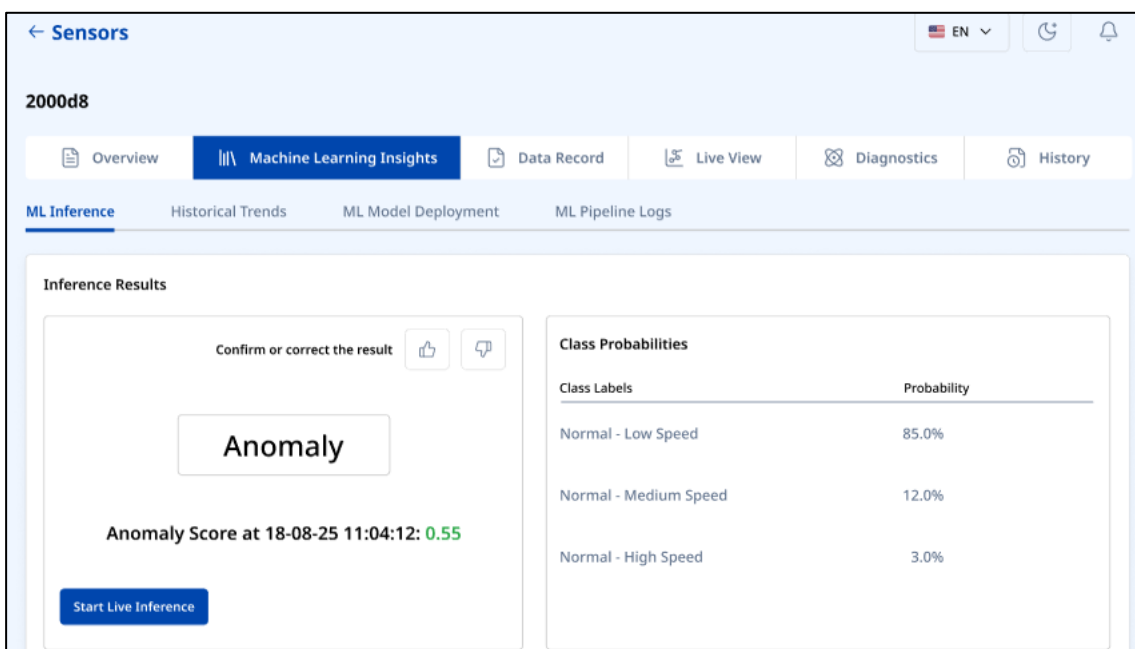 ← Sensors
EN
2000d8
Overview
Machine Learning Insights
Data Record
Live View
Diagnostics
History
ML Inference
Historical Trends
ML Model Deployment
ML Pipeline Logs
Inference Results
Confirm or correct the result
Anomaly
Anomaly Score at 18-08-25 11:04:12: 0.55
Start Live Inference
Class Probabilities
Class Labels Probability
Normal - Low Speed 85.0%
Normal - Medium Speed 12.0%
Normal - High Speed 3.0%